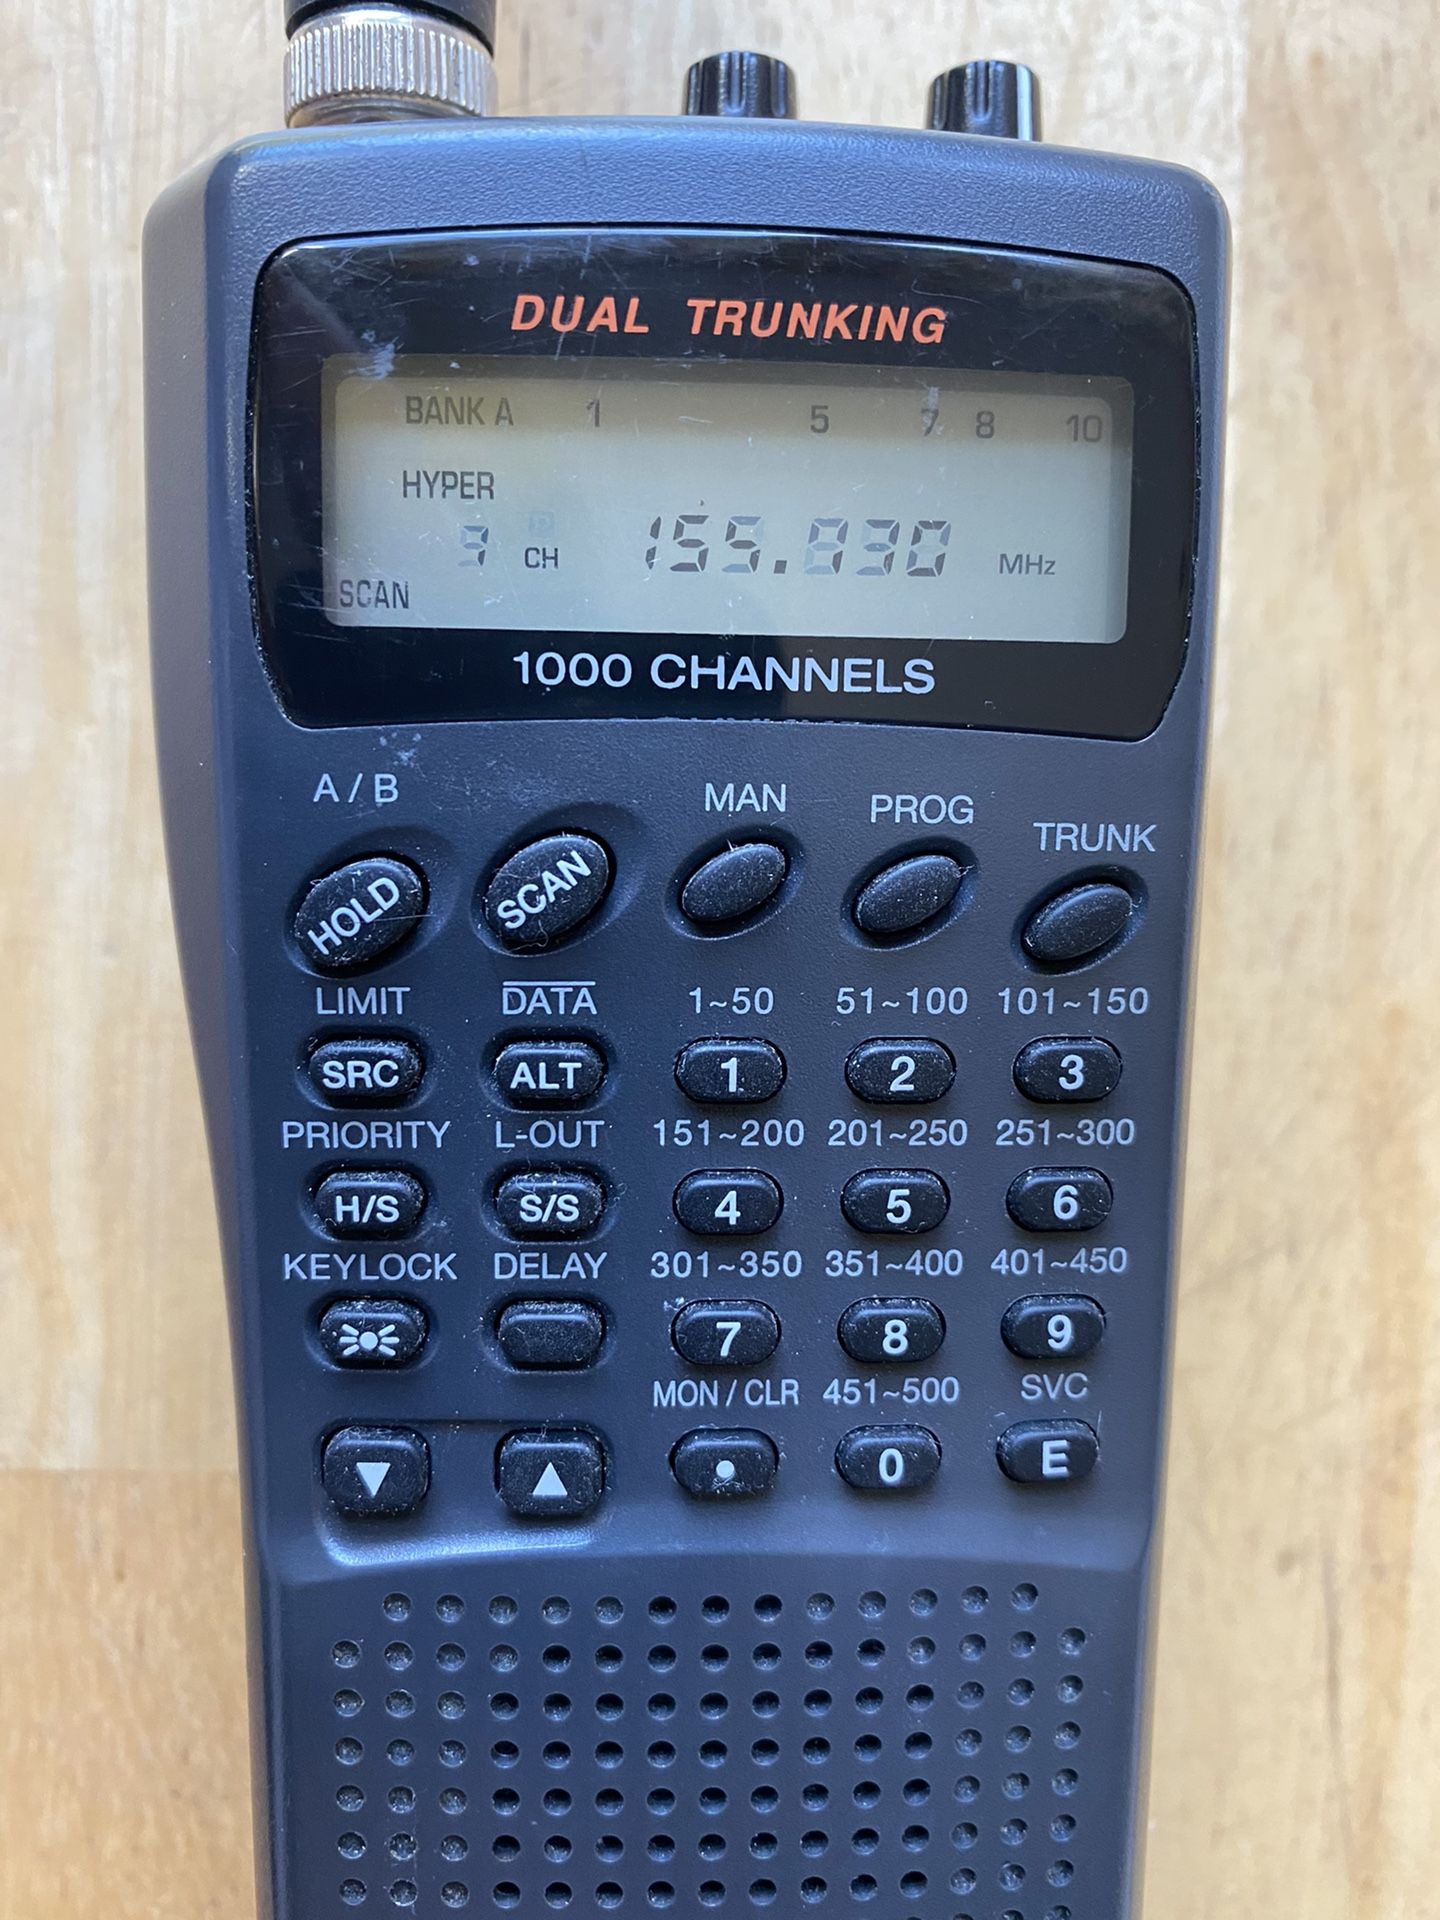 DUAL TRUNKING
BANK A 1 5 7 8 10
HYPER
CH 155.830 MHz
SCAN
1000 CHANNELS
A / B MAN PROG TRUNK
HOLD SCAN
LIMIT DATA 1~50 51~100 101~150
SRC ALT 1 2 3
PRIORITY L-OUT 151~200 201~250 251~300
H/S S/S 4 5 6
KEYLOCK DELAY 301~350 351~400 401~450
7 8 9
MON / CLR 451~500 SVC
0 E